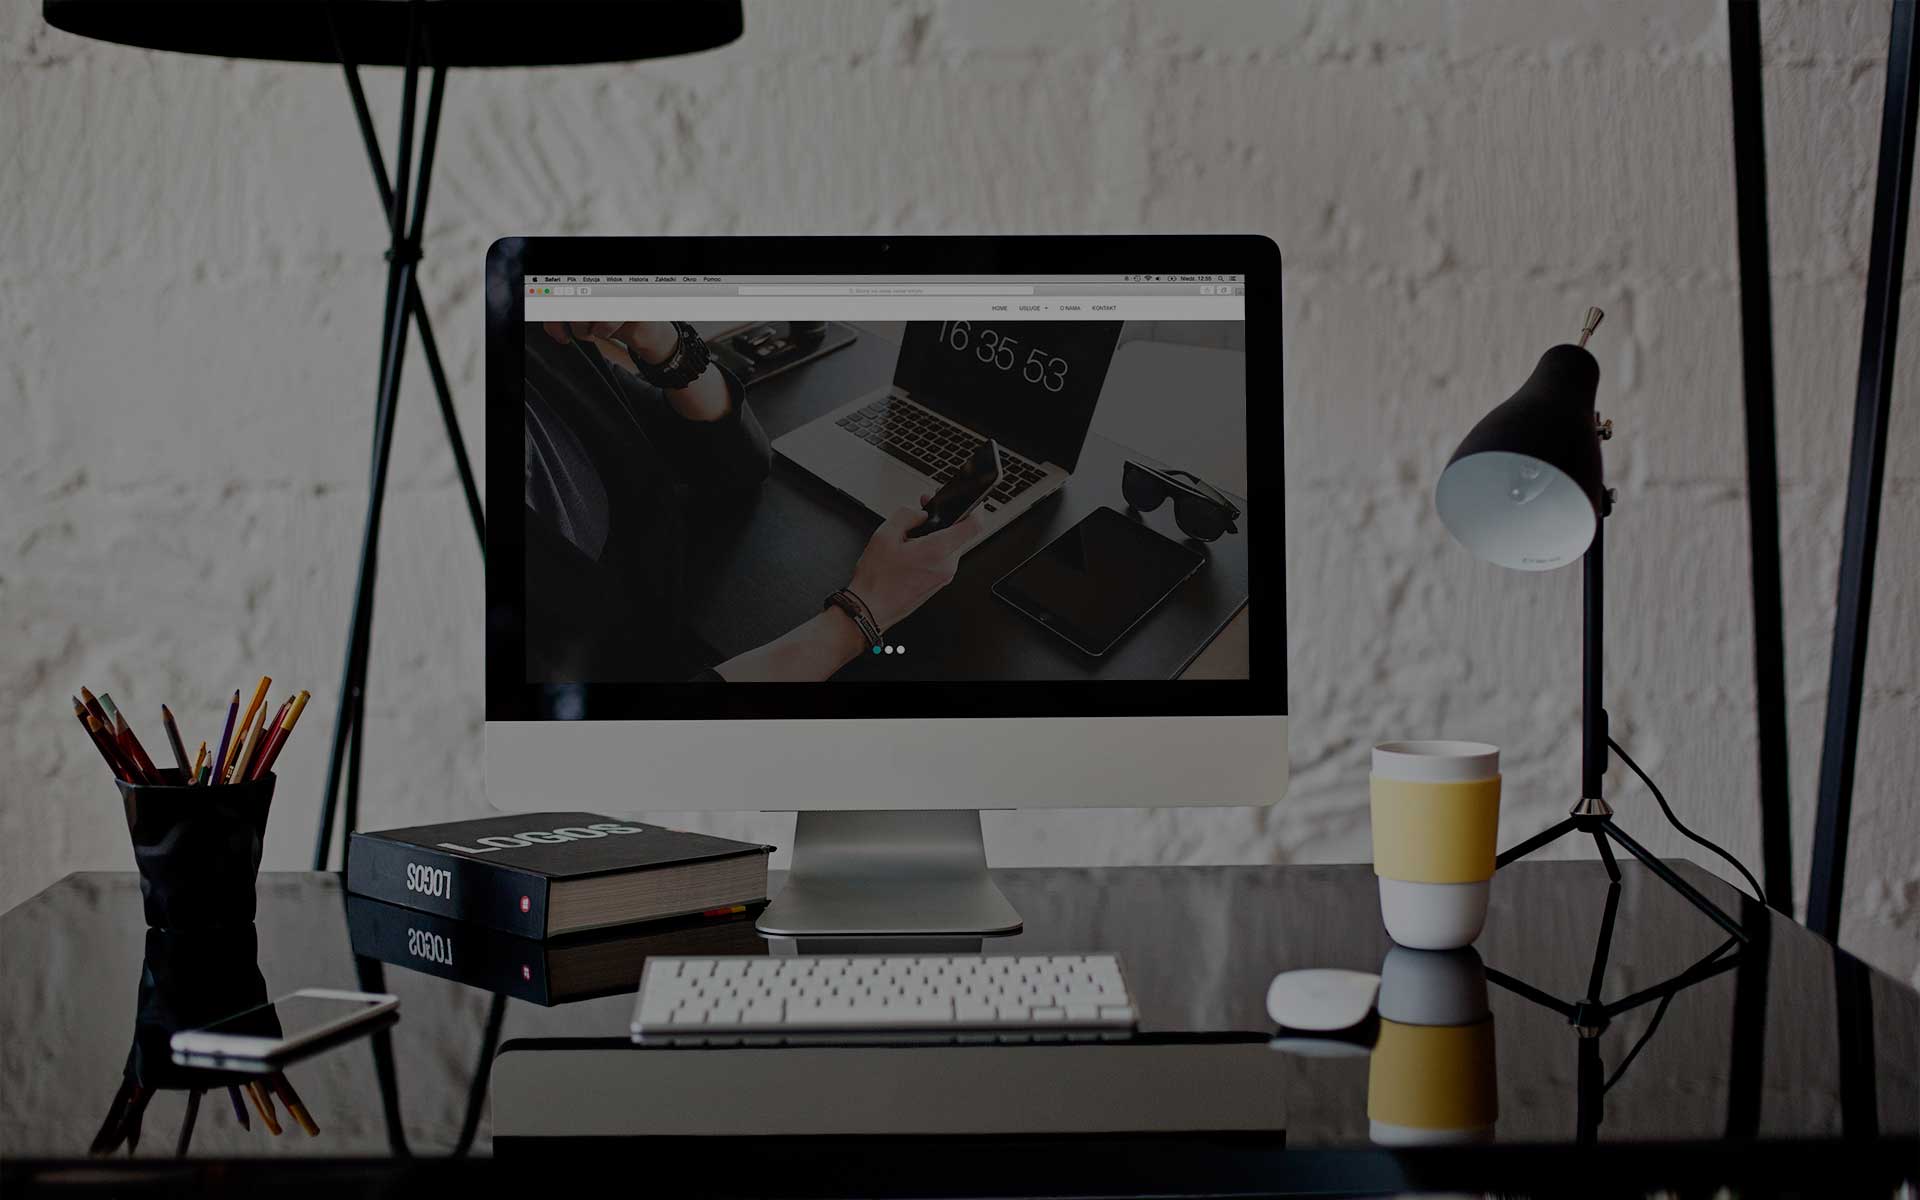 Safari Plik Edycja Widok Historia Zakładki Okno Pomoc
Niedz. 12:55
HOME USŁUGE O NAMA KONTAKT
16 35 53
LOGOS
LOGOS